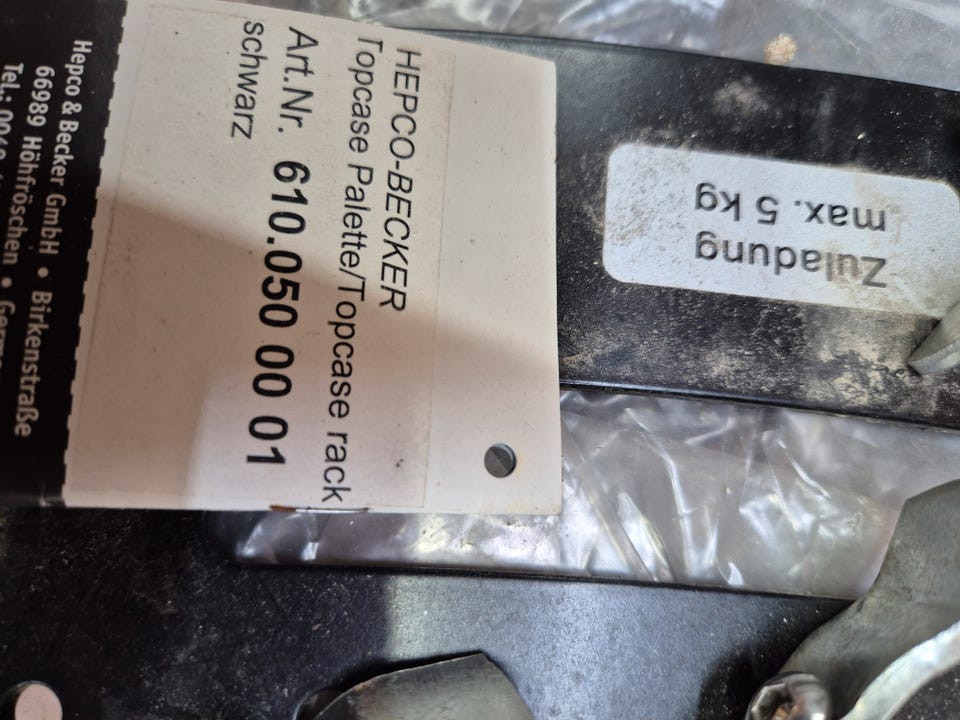 HEPCO-BECKER
Topcase Palette/Topcase rack
Art.Nr. 610.050 00 01
schwarz
Hepco & Becker GmbH • Birkenstraße
66989 Höhfröschen •
Tel.:
Zuladung
max. 5 kg